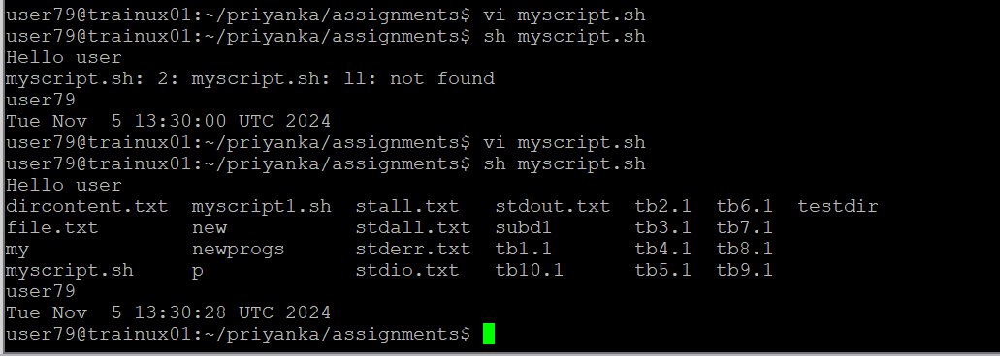 user79@trainux01:~/priyanka/assignments$ vi myscript.sh
user79@trainux01:~/priyanka/assignments$ sh myscript.sh
Hello user
myscript.sh: 2: myscript.sh: ll: not found
user79
Tue Nov  5 13:30:00 UTC 2024
user79@trainux01:~/priyanka/assignments$ vi myscript.sh
user79@trainux01:~/priyanka/assignments$ sh myscript.sh
Hello user
dircontent.txt  myscript1.sh  stall.txt   stdout.txt  tb2.1  tb6.1  testdir
file.txt        new           stdall.txt  subd1       tb3.1  tb7.1
my              newprogs      stderr.txt  tb1.1       tb4.1  tb8.1
myscript.sh     p             stdio.txt   tb10.1      tb5.1  tb9.1
user79
Tue Nov  5 13:30:28 UTC 2024
user79@trainux01:~/priyanka/assignments$